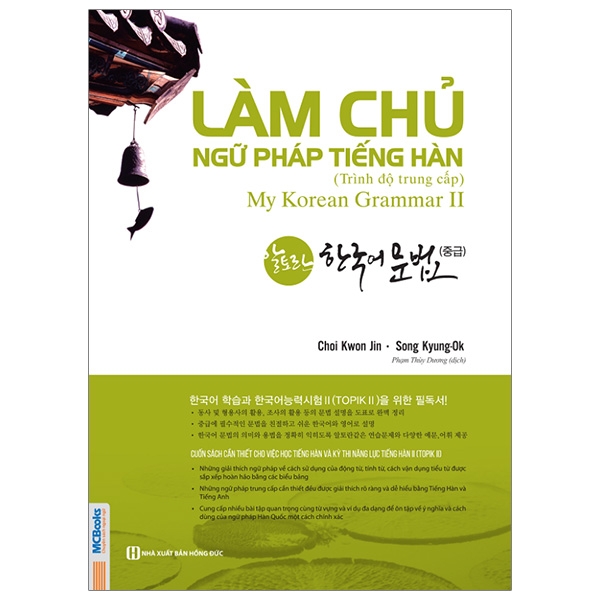 LÀM CHỦ
NGỮ PHÁP TIẾNG HÀN
(Trình độ trung cấp)
My Korean Grammar II
알토란 한국어 문법 (중급)
Choi Kwon Jin · Song Kyung-Ok
Phạm Thùy Dương (dịch)
한국어 학습과 한국어능력시험Ⅱ(TOPIKⅡ)을 위한 필독서!
• 동사 및 형용사의 활용, 조사의 활용 등의 문법 설명을 도표로 완벽 정리
• 중급에 필수적인 문법을 친절하고 쉬운 한국어와 영어로 설명
• 한국어 문법의 의미와 용법을 정확히 익히도록 알토란같은 연습문제와 다양한 예문,어휘 제공
CUỐN SÁCH CẦN THIẾT CHO VIỆC HỌC TIẾNG HÀN VÀ KỲ THI NĂNG LỰC TIẾNG HÀN II (TOPIK II)
• Những giải thích ngữ pháp về cách sử dụng của động từ, tính từ, cách vận dụng tiểu từ được
sắp xếp hoàn hảo bằng các biểu bảng
• Những ngữ pháp trung cấp cần thiết đều được giải thích rõ ràng và dễ hiểu bằng Tiếng Hàn và
Tiếng Anh
• Cung cấp nhiều bài tập quan trọng cùng từ vựng và ví dụ đa dạng để ôn tập về ý nghĩa và cách
dùng của ngữ pháp Hàn Quốc một cách chính xác
MCBooks
Chuyên sách ngoại ngữ
NHÀ XUẤT BẢN HỒNG ĐỨC